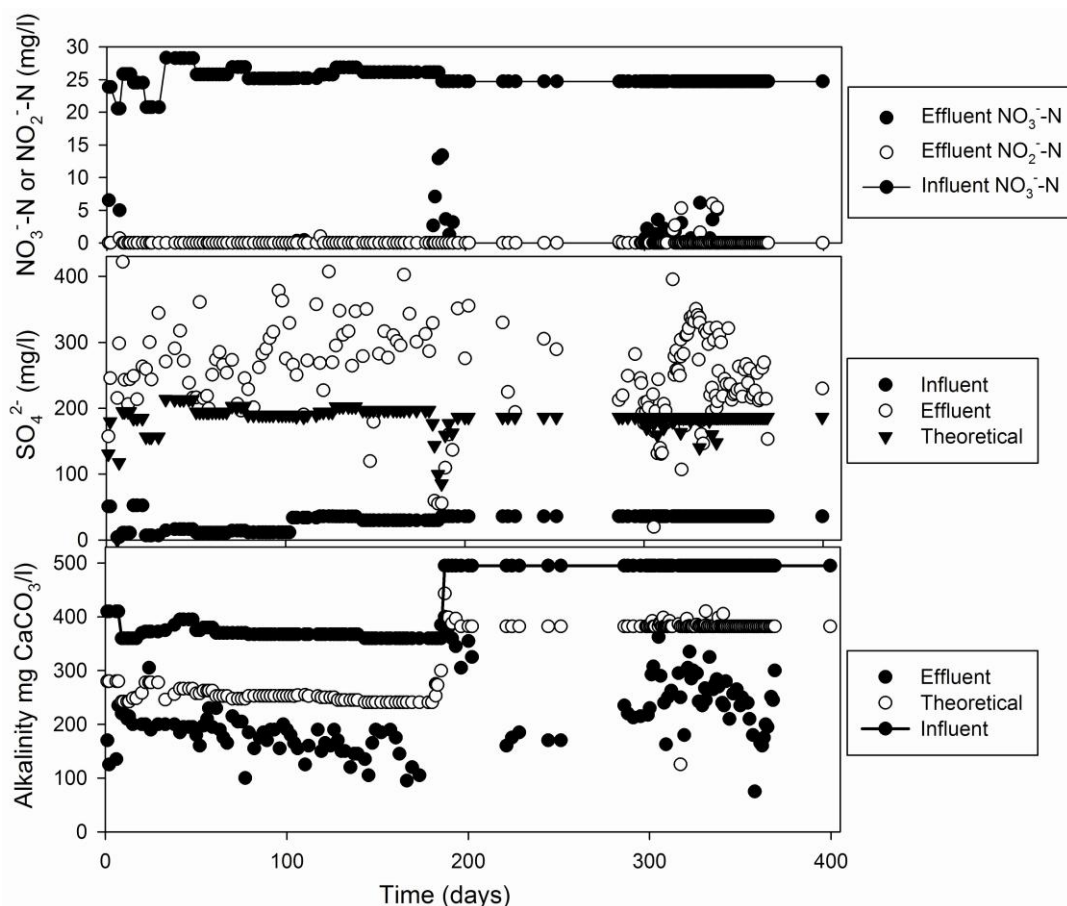 NO₃⁻-N or NO₂⁻-N (mg/l)
30
25
20
15
10
5
0
Effluent NO₃⁻-N
Effluent NO₂⁻-N
Influent NO₃⁻-N
SO₄²⁻ (mg/l)
400
300
200
100
0
Influent
Effluent
Theoretical
Alkalinity mg CaCO₃/l
500
400
300
200
100
0
Effluent
Theoretical
Influent
0 100 200 300 400
Time (days)